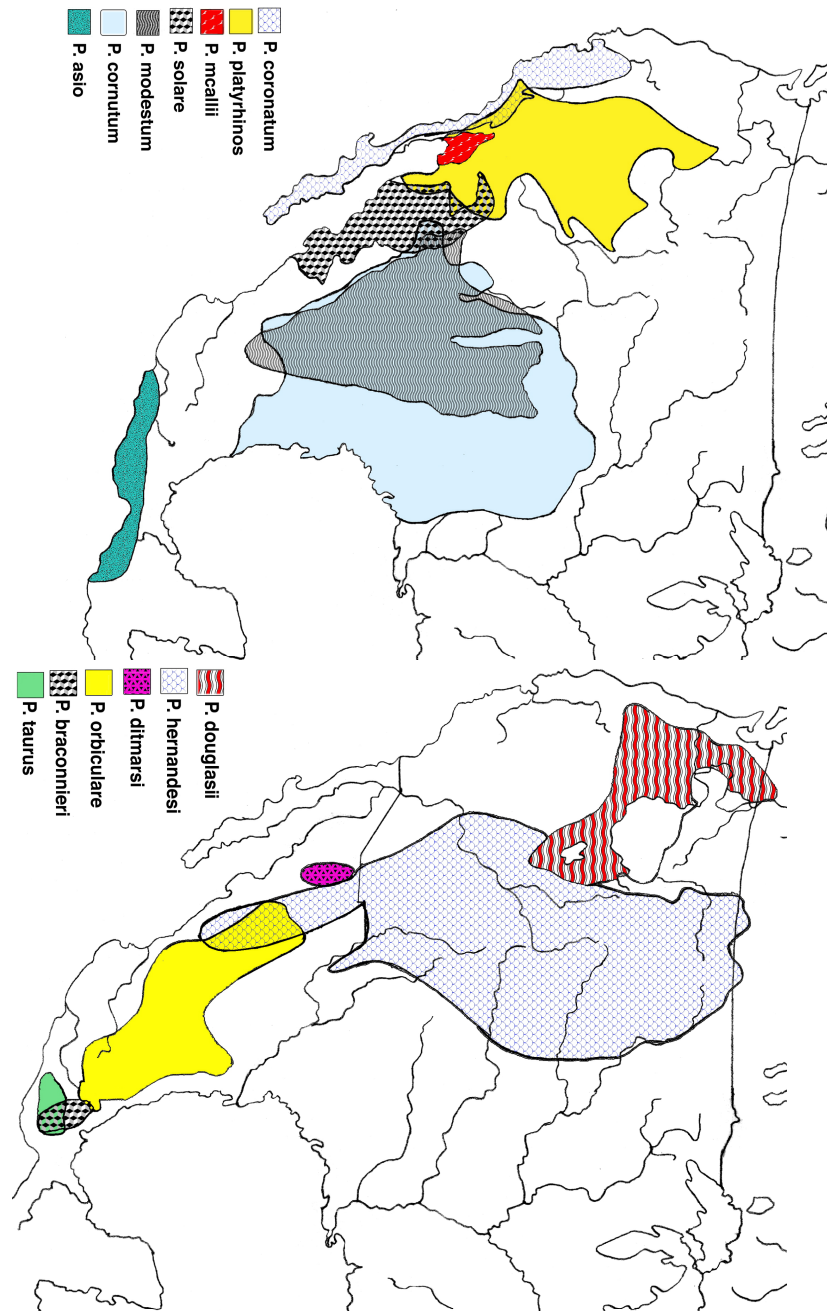 P. coronatum
P. platyrhinos
P. mcallii
P. solare
P. modestum
P. cornutum
P. asio
P. douglasii
P. hernandesi
P. ditmarsi
P. orbiculare
P. braconnieri
P. taurus